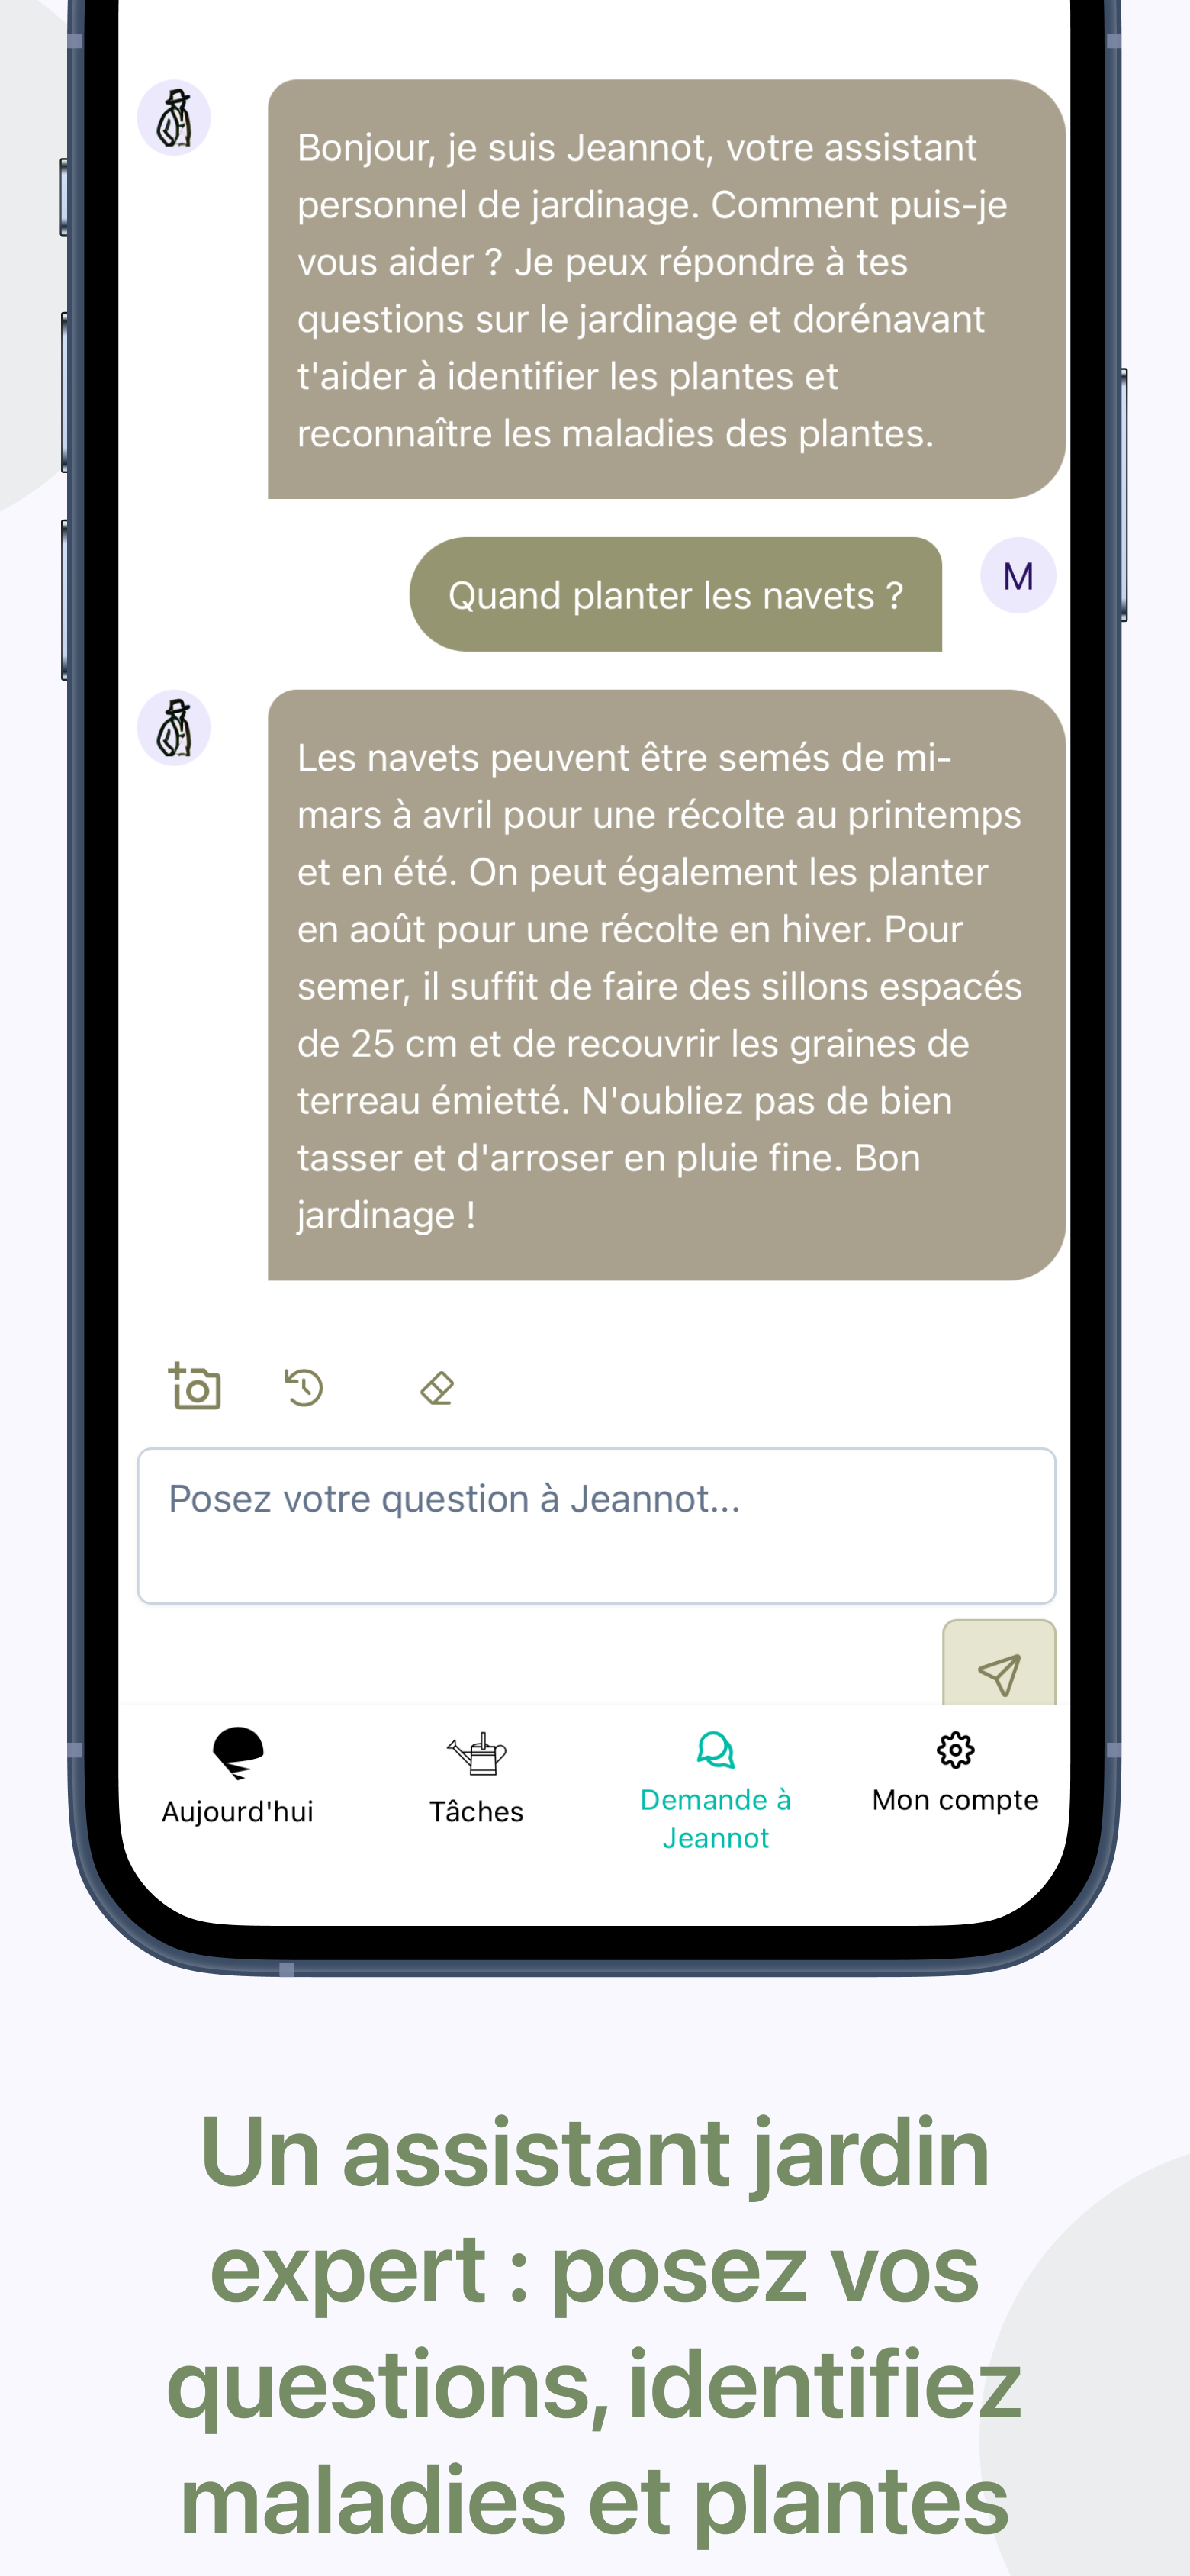 Bonjour, je suis Jeannot, votre assistant
personnel de jardinage. Comment puis-je
vous aider ? Je peux répondre à tes
questions sur le jardinage et dorénavant
t'aider à identifier les plantes et
reconnaître les maladies des plantes.
Quand planter les navets ?
M
Les navets peuvent être semés de mi-
mars à avril pour une récolte au printemps
et en été. On peut également les planter
en août pour une récolte en hiver. Pour
semer, il suffit de faire des sillons espacés
de 25 cm et de recouvrir les graines de
terreau émietté. N'oubliez pas de bien
tasser et d'arroser en pluie fine. Bon
jardinage !
Posez votre question à Jeannot...
Aujourd'hui
Tâches
Demande à
Jeannot
Mon compte
Un assistant jardin
expert : posez vos
questions, identifiez
maladies et plantes